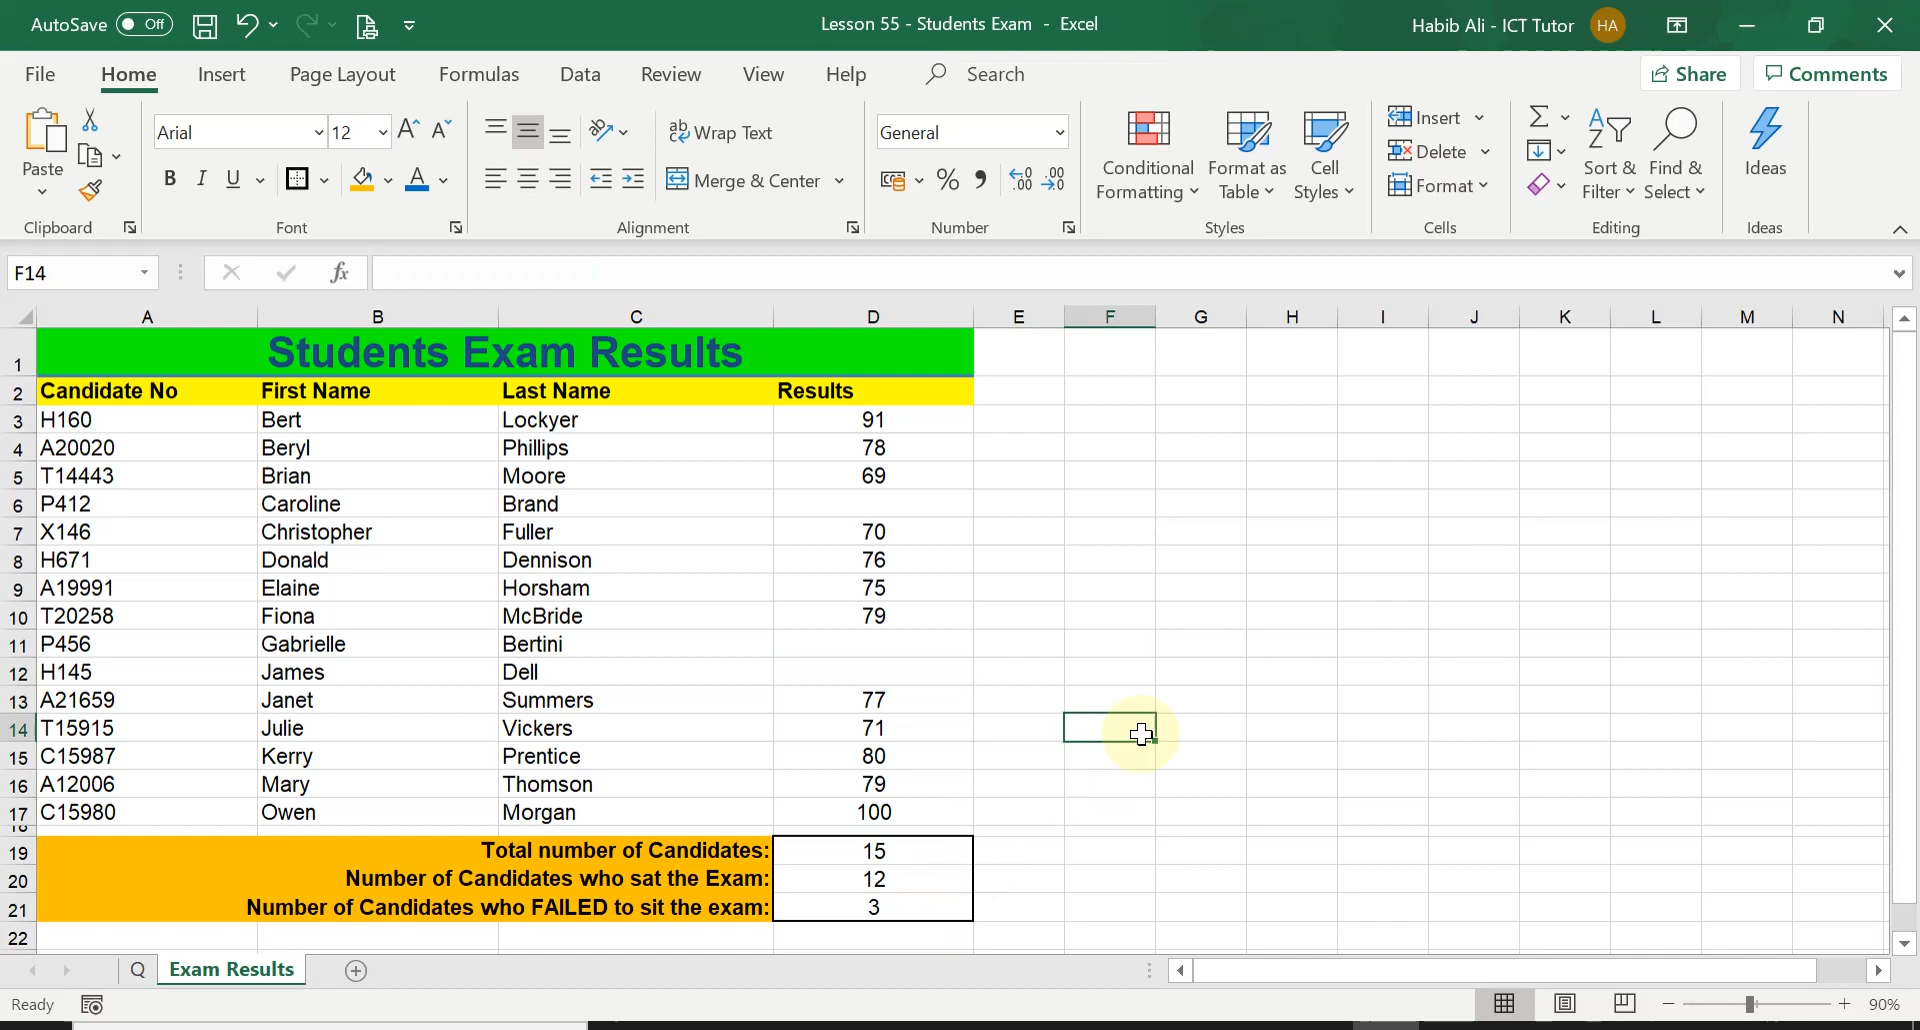 AutoSave Off Lesson 55 - Students Exam - Excel Habib Ali - ICT Tutor HA
File Home Insert Page Layout Formulas Data Review View Help Search Share Comments
Paste
Clipboard
Arial 12
B I U A
Font
ab Wrap Text
Merge & Center
Alignment
General
% 9 .00 .00
Number
Conditional Formatting
Format as Table
Cell Styles
Styles
Insert
Delete
Format
Cells
Sort & Filter
Find & Select
Editing
Ideas
Ideas
F14 fx
A B C D E F G H I J K L M N
1 Students Exam Results
2 Candidate No First Name Last Name Results
3 H160 Bert Lockyer 91
4 A20020 Beryl Phillips 78
5 T14443 Brian Moore 69
6 P412 Caroline Brand
7 X146 Christopher Fuller 70
8 H671 Donald Dennison 76
9 A19991 Elaine Horsham 75
10 T20258 Fiona McBride 79
11 P456 Gabrielle Bertini
12 H145 James Dell
13 A21659 Janet Summers 77
14 T15915 Julie Vickers 71
15 C15987 Kerry Prentice 80
16 A12006 Mary Thomson 79
17 C15980 Owen Morgan 100
19 Total number of Candidates: 15
20 Number of Candidates who sat the Exam: 12
21 Number of Candidates who FAILED to sit the exam: 3
22
Q Exam Results
Ready 90%